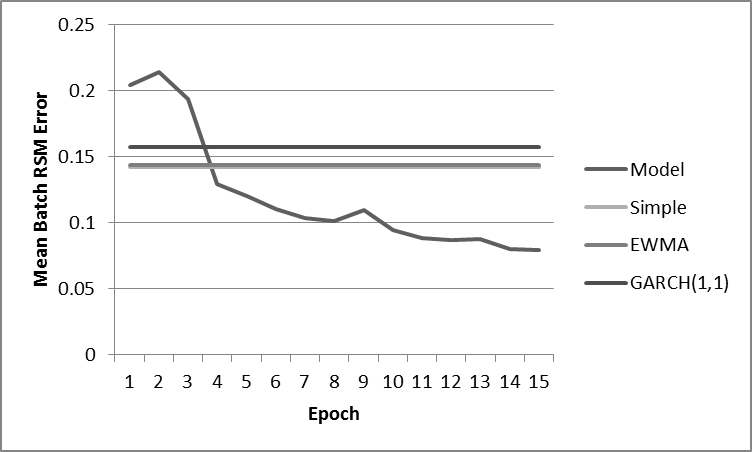 0.25
0.2
0.15
0.1
0.05
0
Mean Batch RSM Error
1 2 3 4 5 6 7 8 9 10 11 12 13 14 15
Epoch
Model
Simple
EWMA
GARCH(1,1)